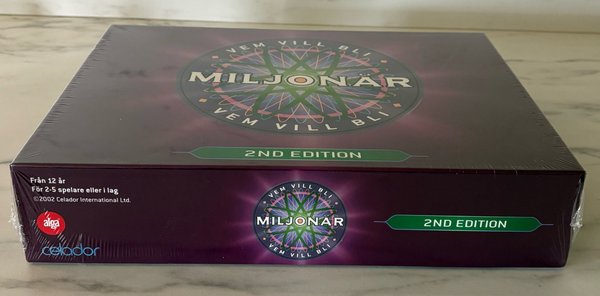 VEM VILL BLI
MILJONÄR
VEM VILL BLI
2ND EDITION
Från 12 år
För 2-5 spelare eller i lag
©2002 Celador International Ltd.
alga
celador
VEM VILL BLI
MILJONÄR
VEM VILL BLI
2ND EDITION